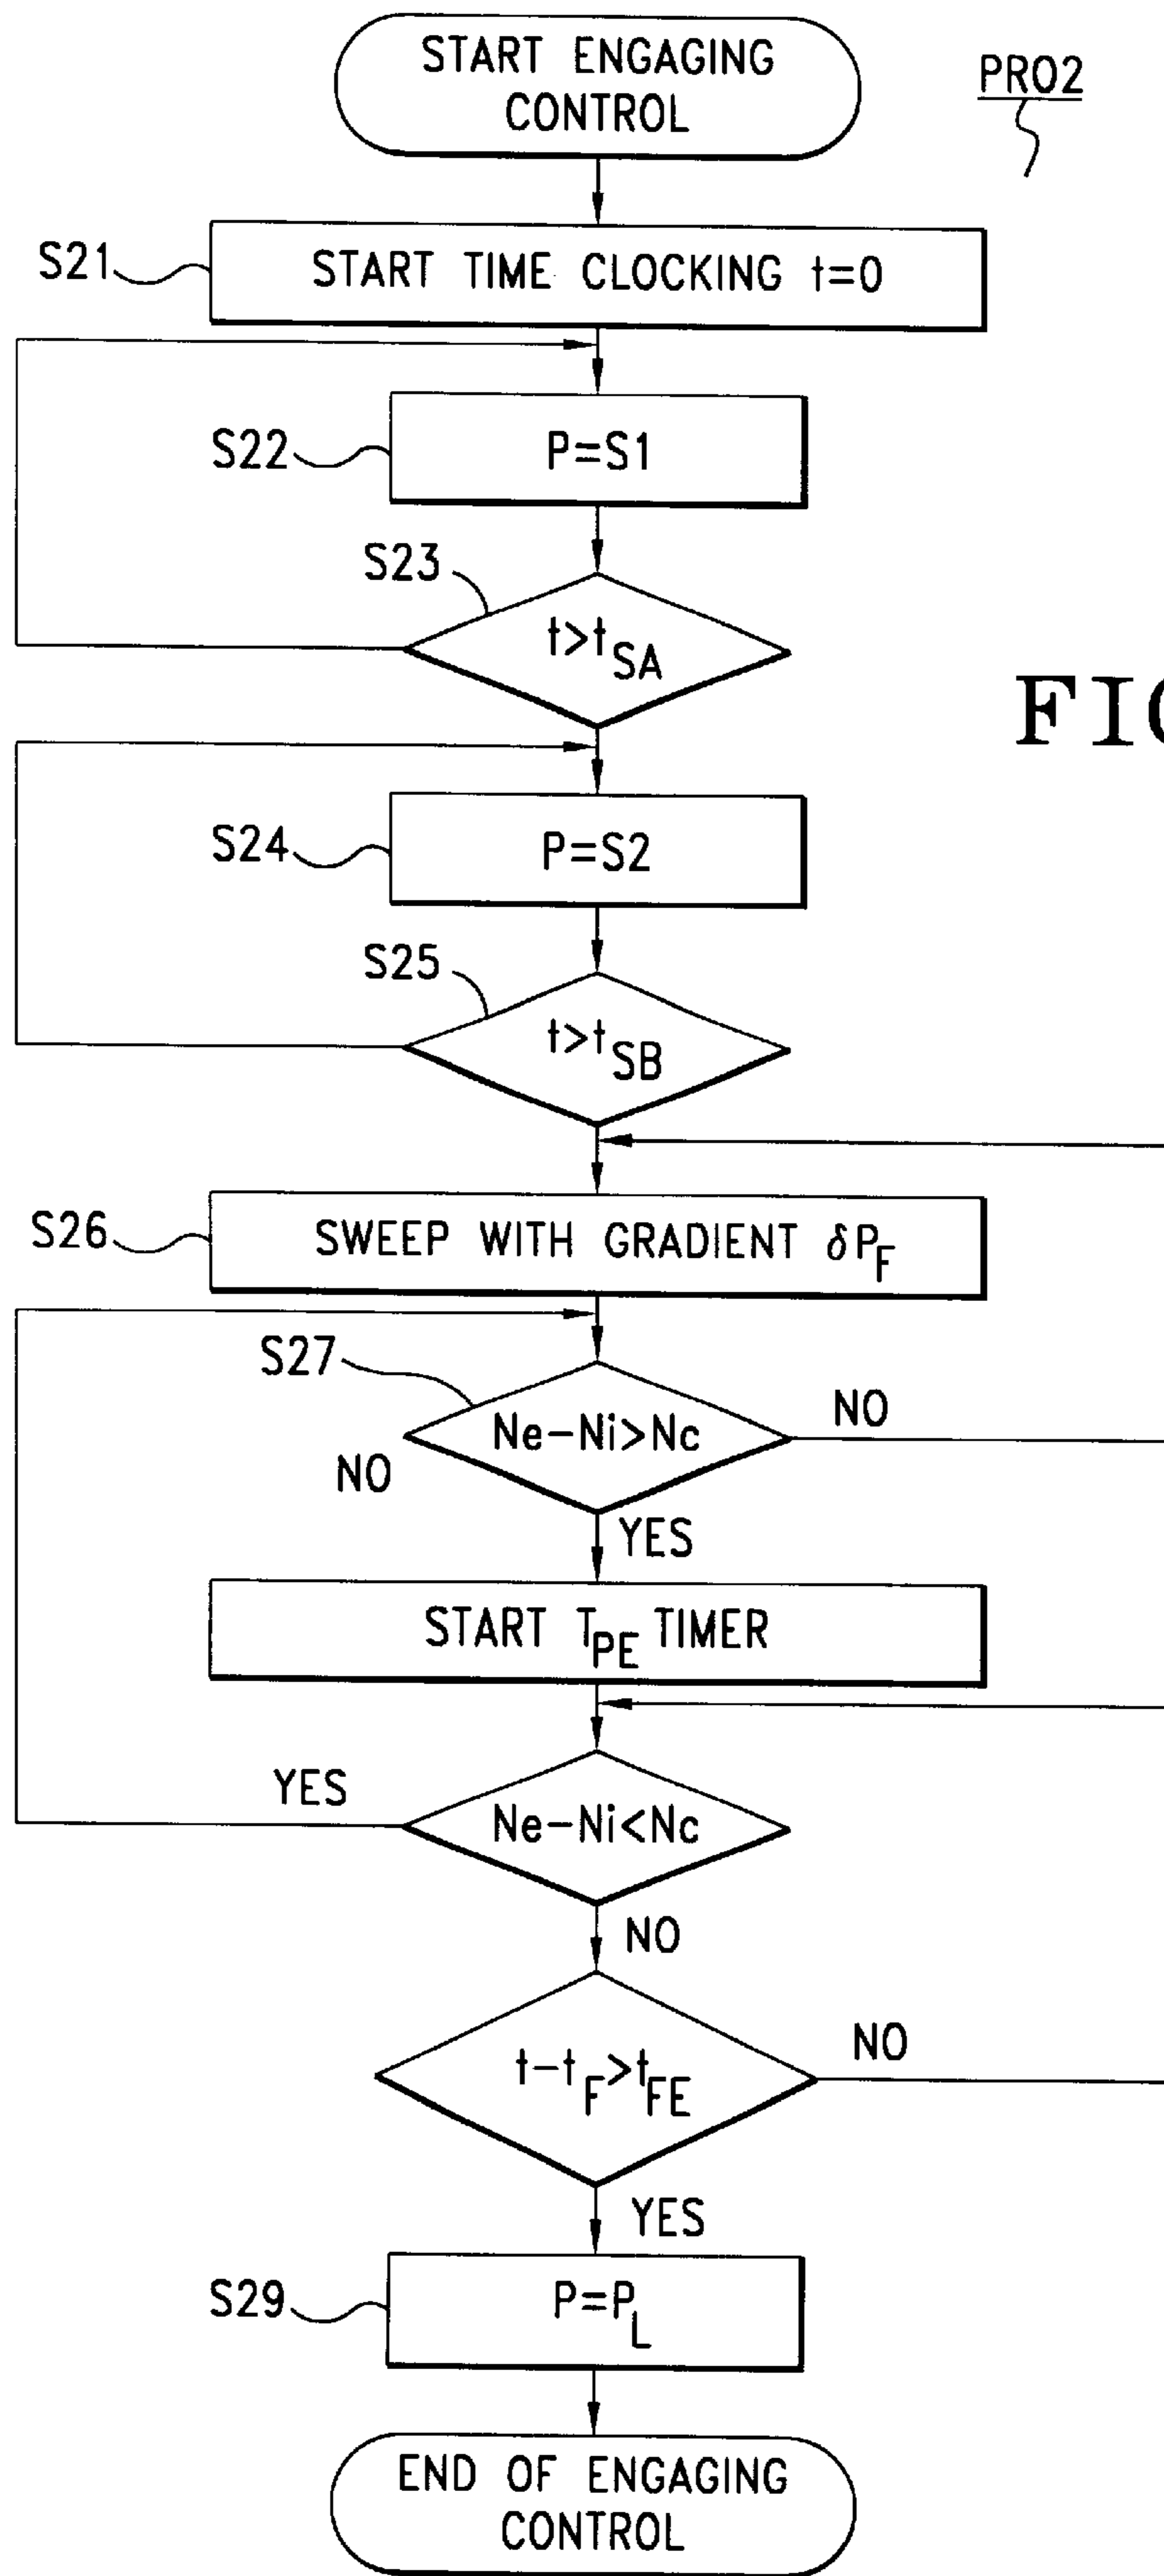 START ENGAGING
CONTROL
PRO2
S21
START TIME CLOCKING t=0
S22
P=S1
S23
t>tSA
FIG
S24
P=S2
S25
t>tSB
S26
SWEEP WITH GRADIENT δPF
S27
Ne-Ni>Nc
NO
NO
YES
START TPE TIMER
YES
Ne-Ni<Nc
NO
t-tF>tFE
NO
YES
S29
P=PL
END OF ENGAGING
CONTROL